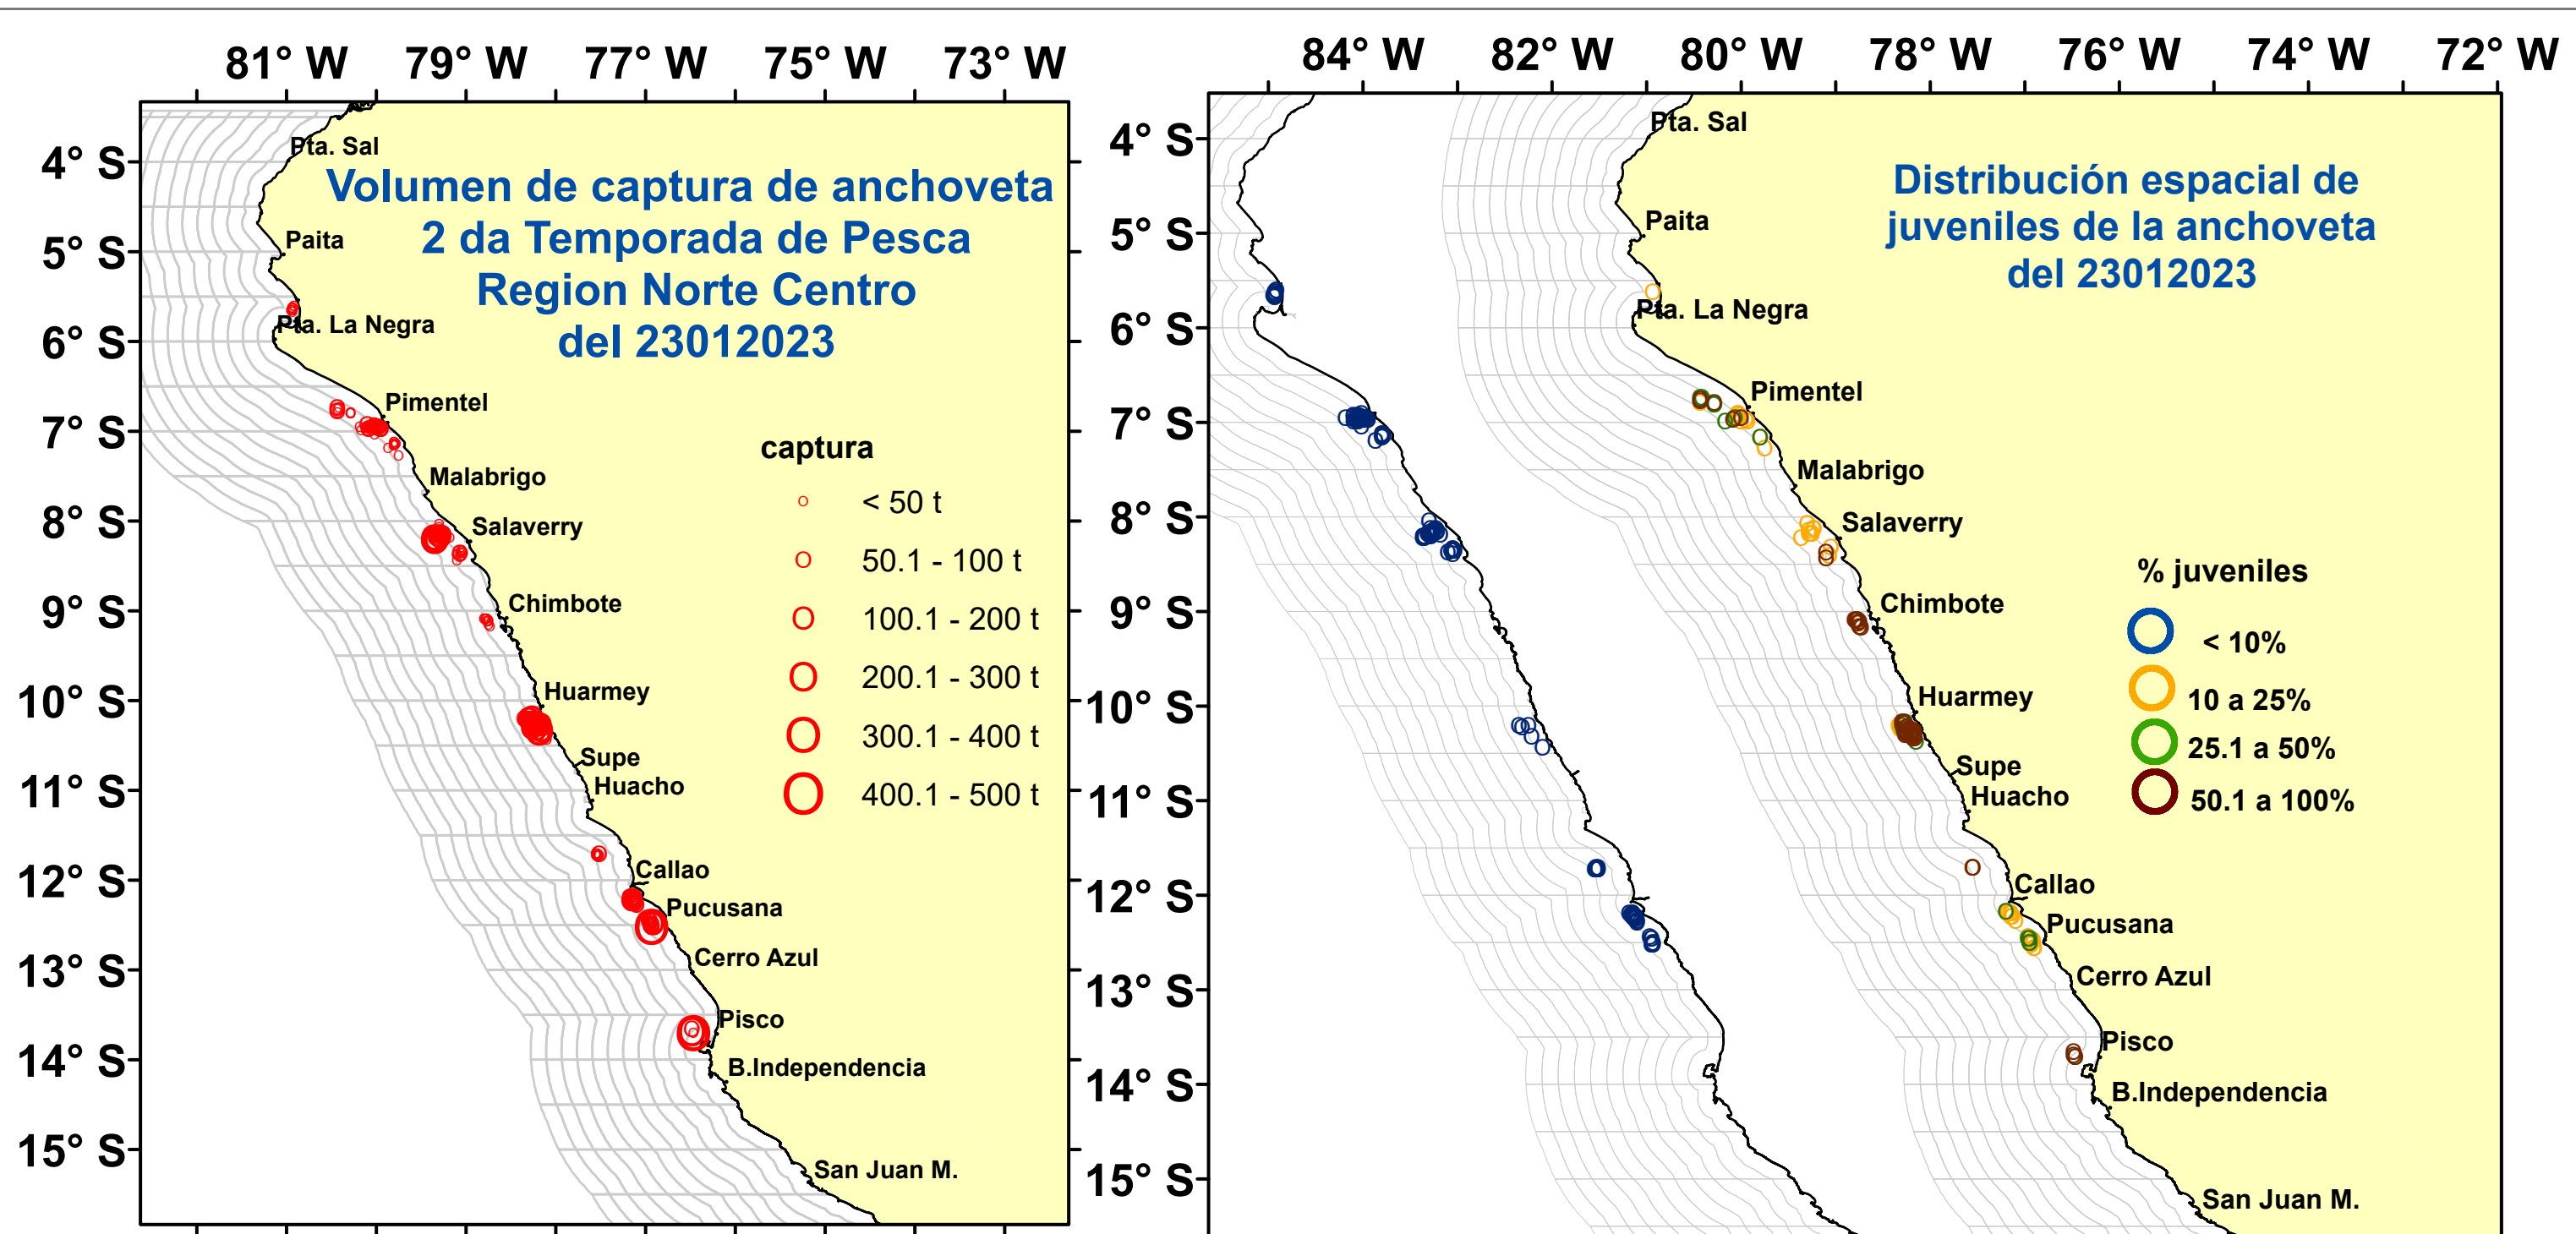 81° W 79° W 77° W 75° W 73° W
4° S
5° S
6° S
7° S
8° S
9° S
10° S
11° S
12° S
13° S
14° S
15° S
Volumen de captura de anchoveta
2 da Temporada de Pesca
Region Norte Centro
del 23012023
Pta. Sal
Paita
Pta. La Negra
Pimentel
Malabrigo
Salaverry
Chimbote
Huarmey
Supe
Huacho
Callao
Pucusana
Cerro Azul
Pisco
B.Independencia
San Juan M.
captura
< 50 t
50.1 - 100 t
100.1 - 200 t
200.1 - 300 t
300.1 - 400 t
400.1 - 500 t
84° W 82° W 80° W 78° W 76° W 74° W 72° W
4° S
5° S
6° S
7° S
8° S
9° S
10° S
11° S
12° S
13° S
14° S
15° S
Distribución espacial de
juveniles de la anchoveta
del 23012023
Pta. Sal
Paita
Pta. La Negra
Pimentel
Malabrigo
Salaverry
Chimbote
Huarmey
Supe
Huacho
Callao
Pucusana
Cerro Azul
Pisco
B.Independencia
San Juan M.
% juveniles
< 10%
10 a 25%
25.1 a 50%
50.1 a 100%